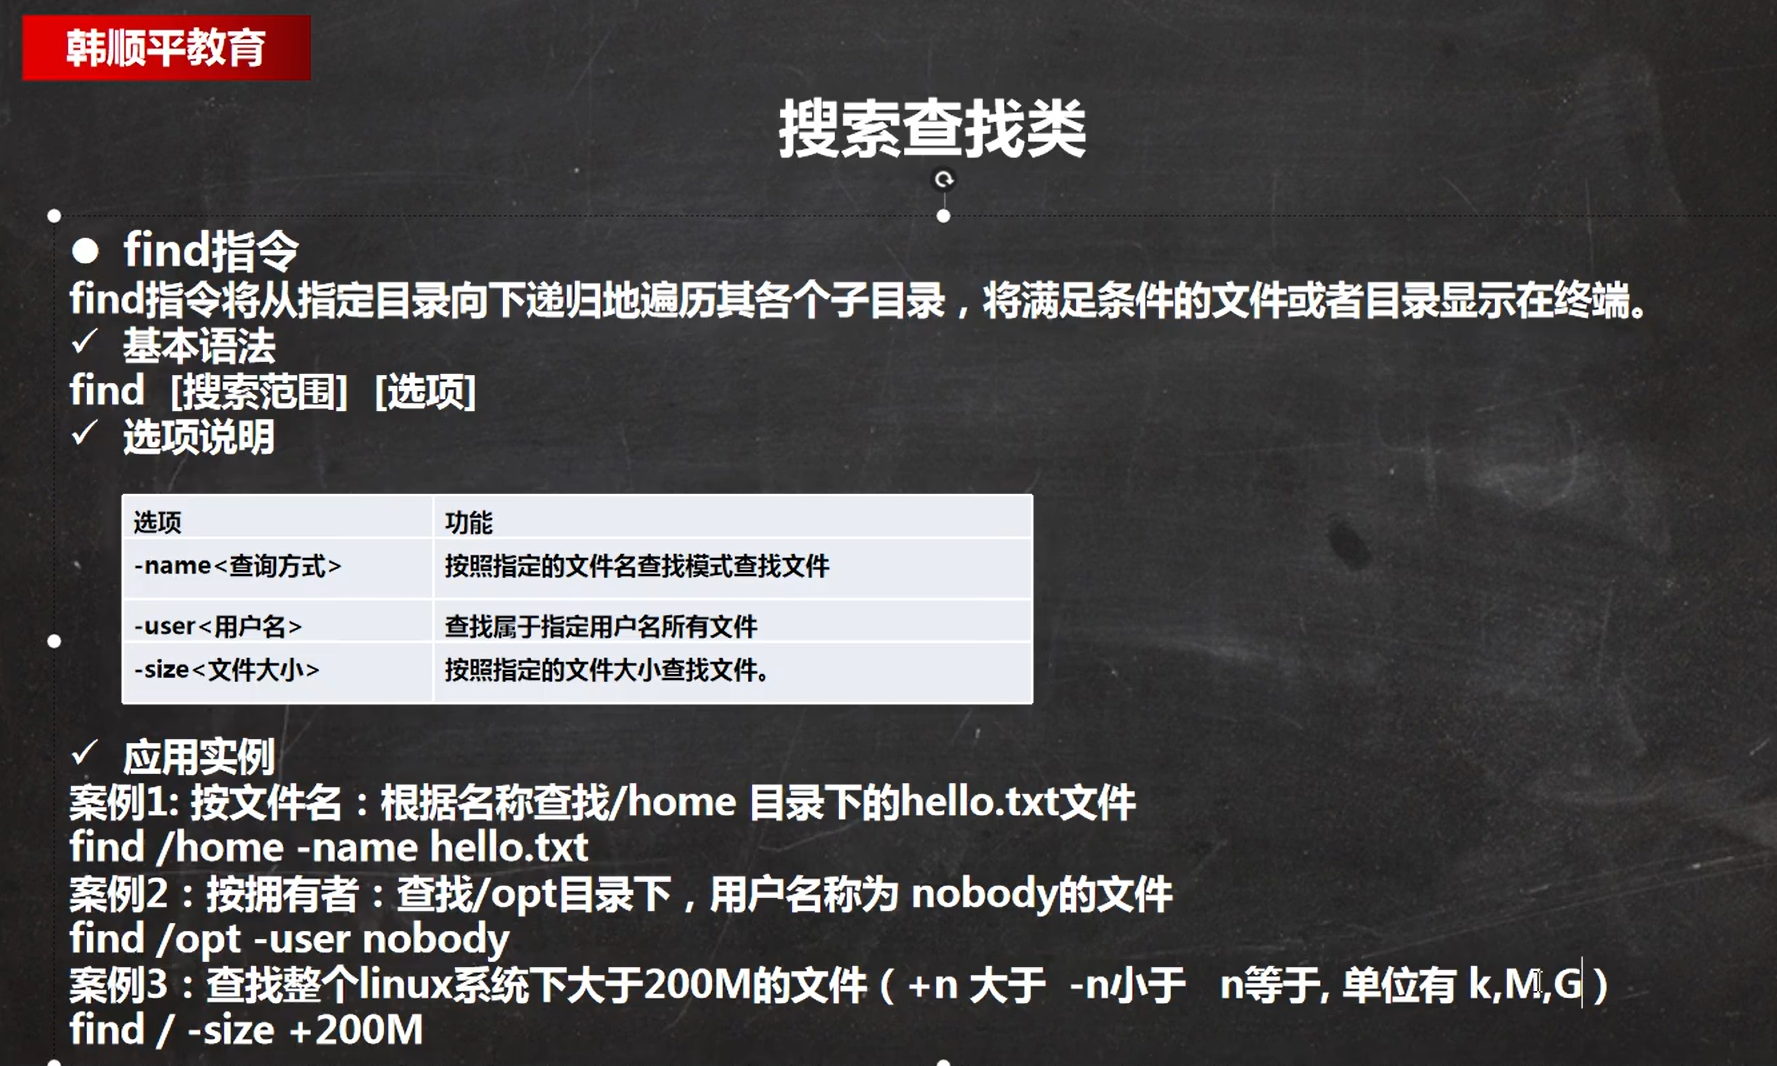 韩顺平教育
搜索查找类
● find指令
find指令将从指定目录向下递归地遍历其各个子目录，将满足条件的文件或者目录显示在终端。
✓ 基本语法
find [搜索范围] [选项]
✓ 选项说明
选项 功能
-name<查询方式> 按照指定的文件名查找模式查找文件
-user<用户名> 查找属于指定用户名所有文件
-size<文件大小> 按照指定的文件大小查找文件。
✓ 应用实例
案例1: 按文件名：根据名称查找/home 目录下的hello.txt文件
find /home -name hello.txt
案例2：按拥有者：查找/opt目录下，用户名称为 nobody的文件
find /opt -user nobody
案例3：查找整个linux系统下大于200M的文件（+n 大于 -n小于 n等于, 单位有 k,M,G）
find / -size +200M